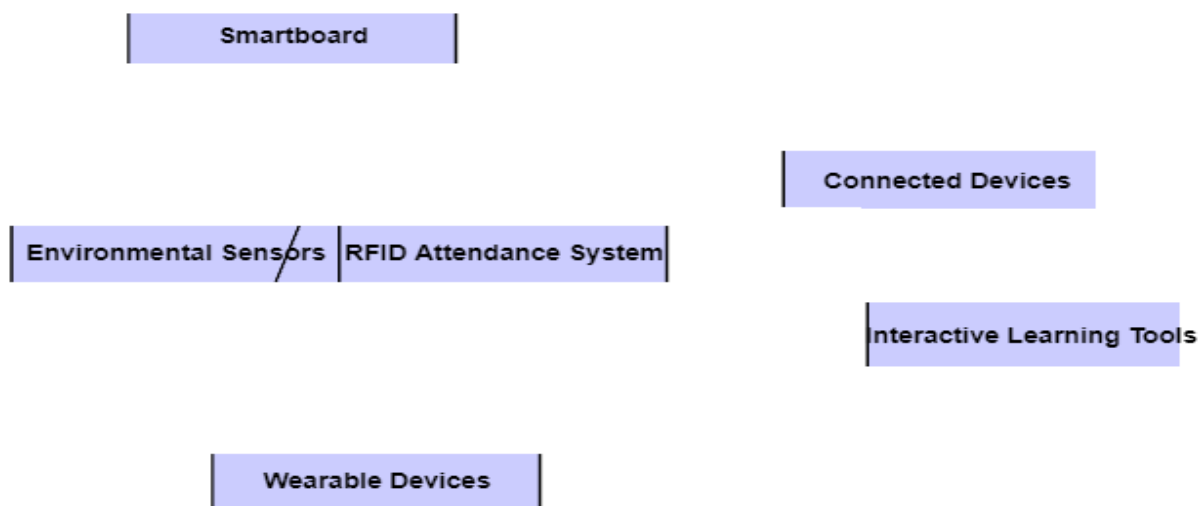 Smartboard
Connected Devices
Environmental Sensors
RFID Attendance System
Interactive Learning Tools
Wearable Devices